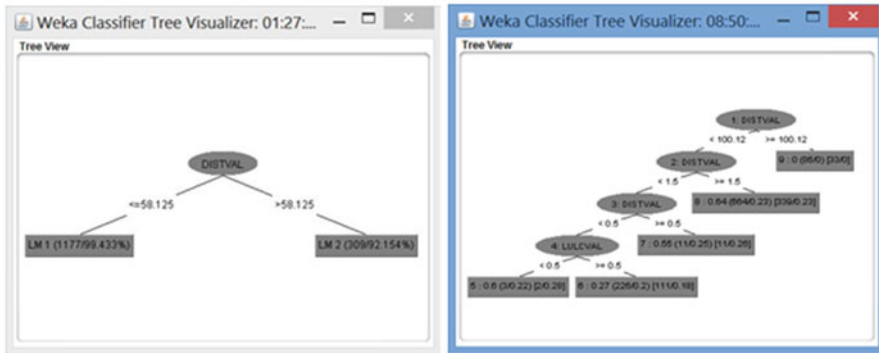 Weka Classifier Tree Visualizer: 01:27:...
Tree View
DISTVAL
<=58.125 >58.125
LM 1 (1177/99.433%) LM 2 (309/92.154%)
Weka Classifier Tree Visualizer: 08:50:...
Tree View
1: DISTVAL
< 100.12 >= 100.12
2: DISTVAL 9 : 0 (86/0) [33/0]
< 1.5 >= 1.5
3: DISTVAL 8 : 0.64 (664/0.23) [339/0.23]
< 0.5 >= 0.5
4: LULCVAL 7 : 0.55 (11/0.25) [11/0.26]
< 0.5 >= 0.5
5 : 0.6 (3/0.22) [2/0.28] 6 : 0.27 (226/0.2) [111/0.18]